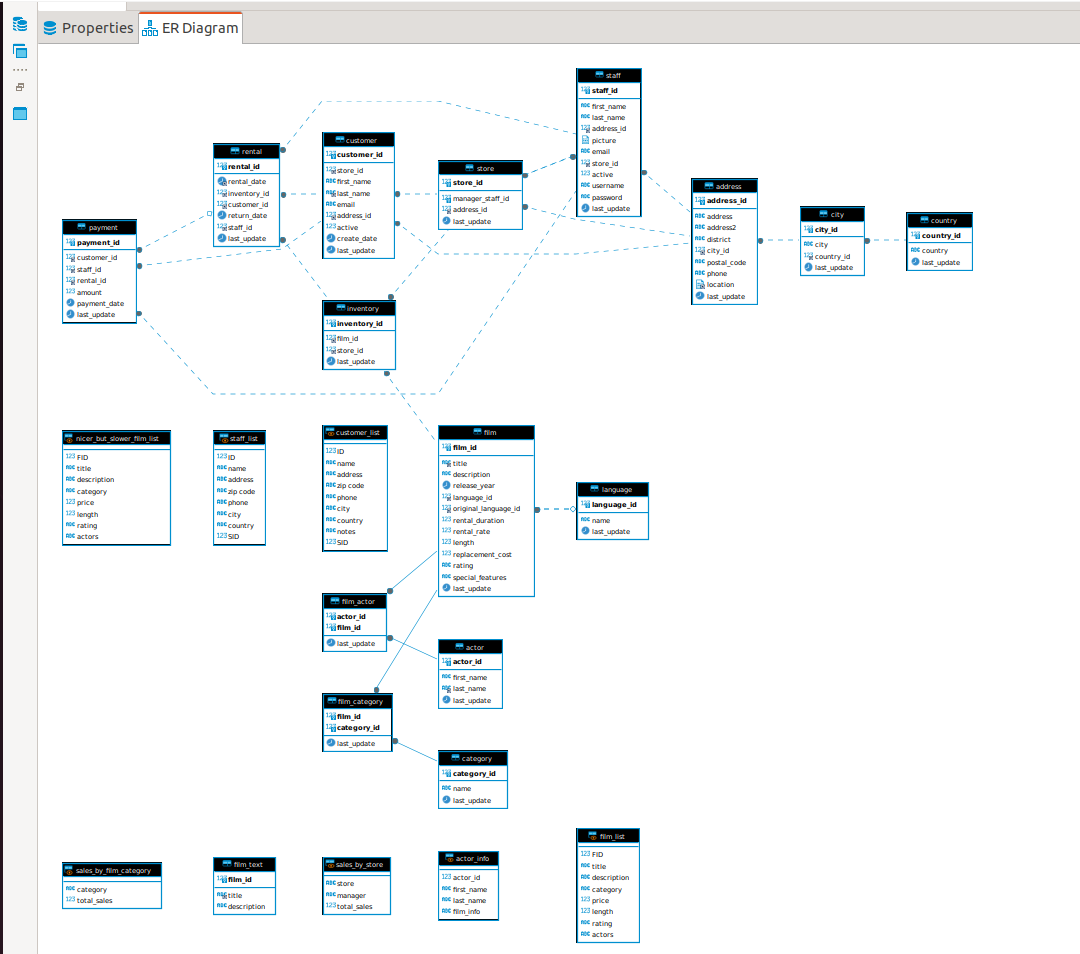 Properties
ER Diagram
staff
staff_id
first_name
last_name
address_id
picture
email
store_id
active
username
password
last_update
customer
customer_id
store_id
first_name
last_name
email
address_id
active
create_date
last_update
rental
rental_id
rental_date
inventory_id
customer_id
return_date
staff_id
last_update
store
store_id
manager_staff_id
address_id
last_update
address
address_id
address
address2
district
city_id
postal_code
phone
location
last_update
city
city_id
city
country_id
last_update
country
country_id
country
last_update
payment
payment_id
customer_id
staff_id
rental_id
amount
payment_date
last_update
inventory
inventory_id
film_id
store_id
last_update
nicer_but_slower_film_list
FID
title
description
category
price
length
rating
actors
staff_list
ID
name
address
zip code
phone
city
country
SID
customer_list
ID
name
address
zip code
phone
city
country
notes
SID
film
film_id
title
description
release_year
language_id
original_language_id
rental_duration
rental_rate
length
replacement_cost
rating
special_features
last_update
language
language_id
name
last_update
film_actor
actor_id
film_id
last_update
actor
actor_id
first_name
last_name
last_update
film_category
film_id
category_id
last_update
category
category_id
name
last_update
sales_by_film_category
category
total_sales
film_text
film_id
title
description
sales_by_store
store
manager
total_sales
actor_info
actor_id
first_name
last_name
film_info
film_list
FID
title
description
category
price
length
rating
actors